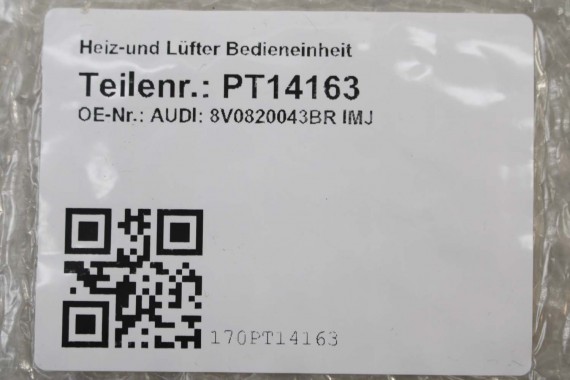 Heiz-und Lüfter Bedieneinheit
Teilenr.: PT14163
OE-Nr.: AUDI: 8V0820043BR IMJ
170PT14163